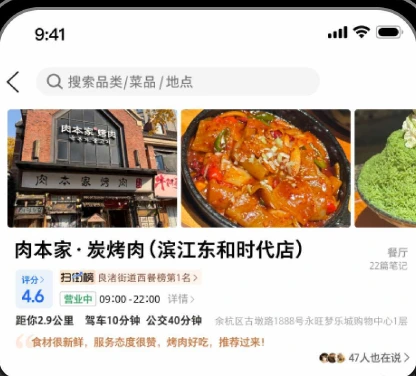 9:41
搜索品类/菜品/地点
肉本家 烤肉
肉本家烤肉
肉本家·炭烤肉(滨江东和时代店)
餐厅
22篇笔记
评分>
4.6
扫街榜 良渚街道西餐榜第1名>
营业中 09:00-22:00 详情>
距你2.9公里 驾车10分钟 公交40分钟 余杭区古墩路1888号永旺梦乐城购物中心1层
食材很新鲜，服务态度很赞，烤肉好吃，推荐过来！
47人也在说>